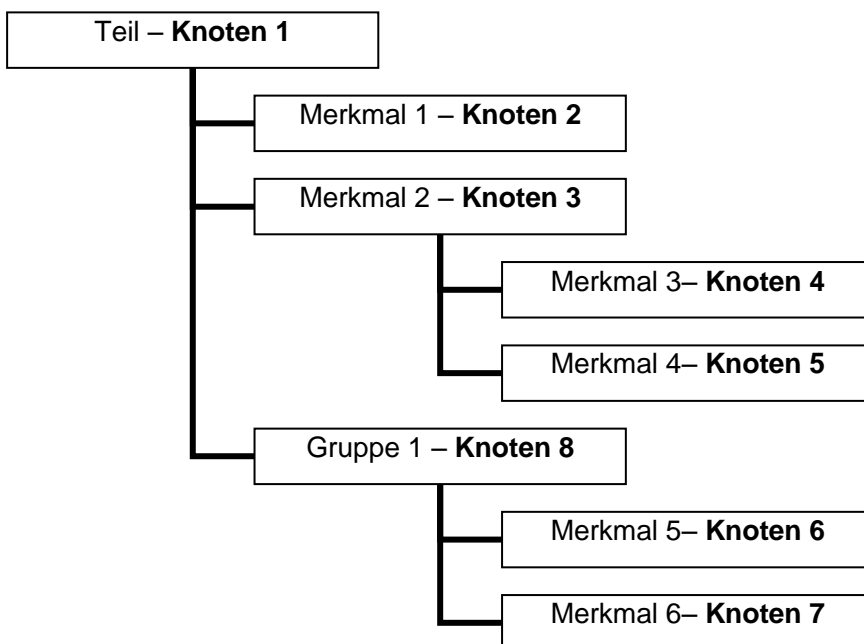 Teil – Knoten 1
Merkmal 1 – Knoten 2
Merkmal 2 – Knoten 3
Merkmal 3– Knoten 4
Merkmal 4– Knoten 5
Gruppe 1 – Knoten 8
Merkmal 5– Knoten 6
Merkmal 6– Knoten 7